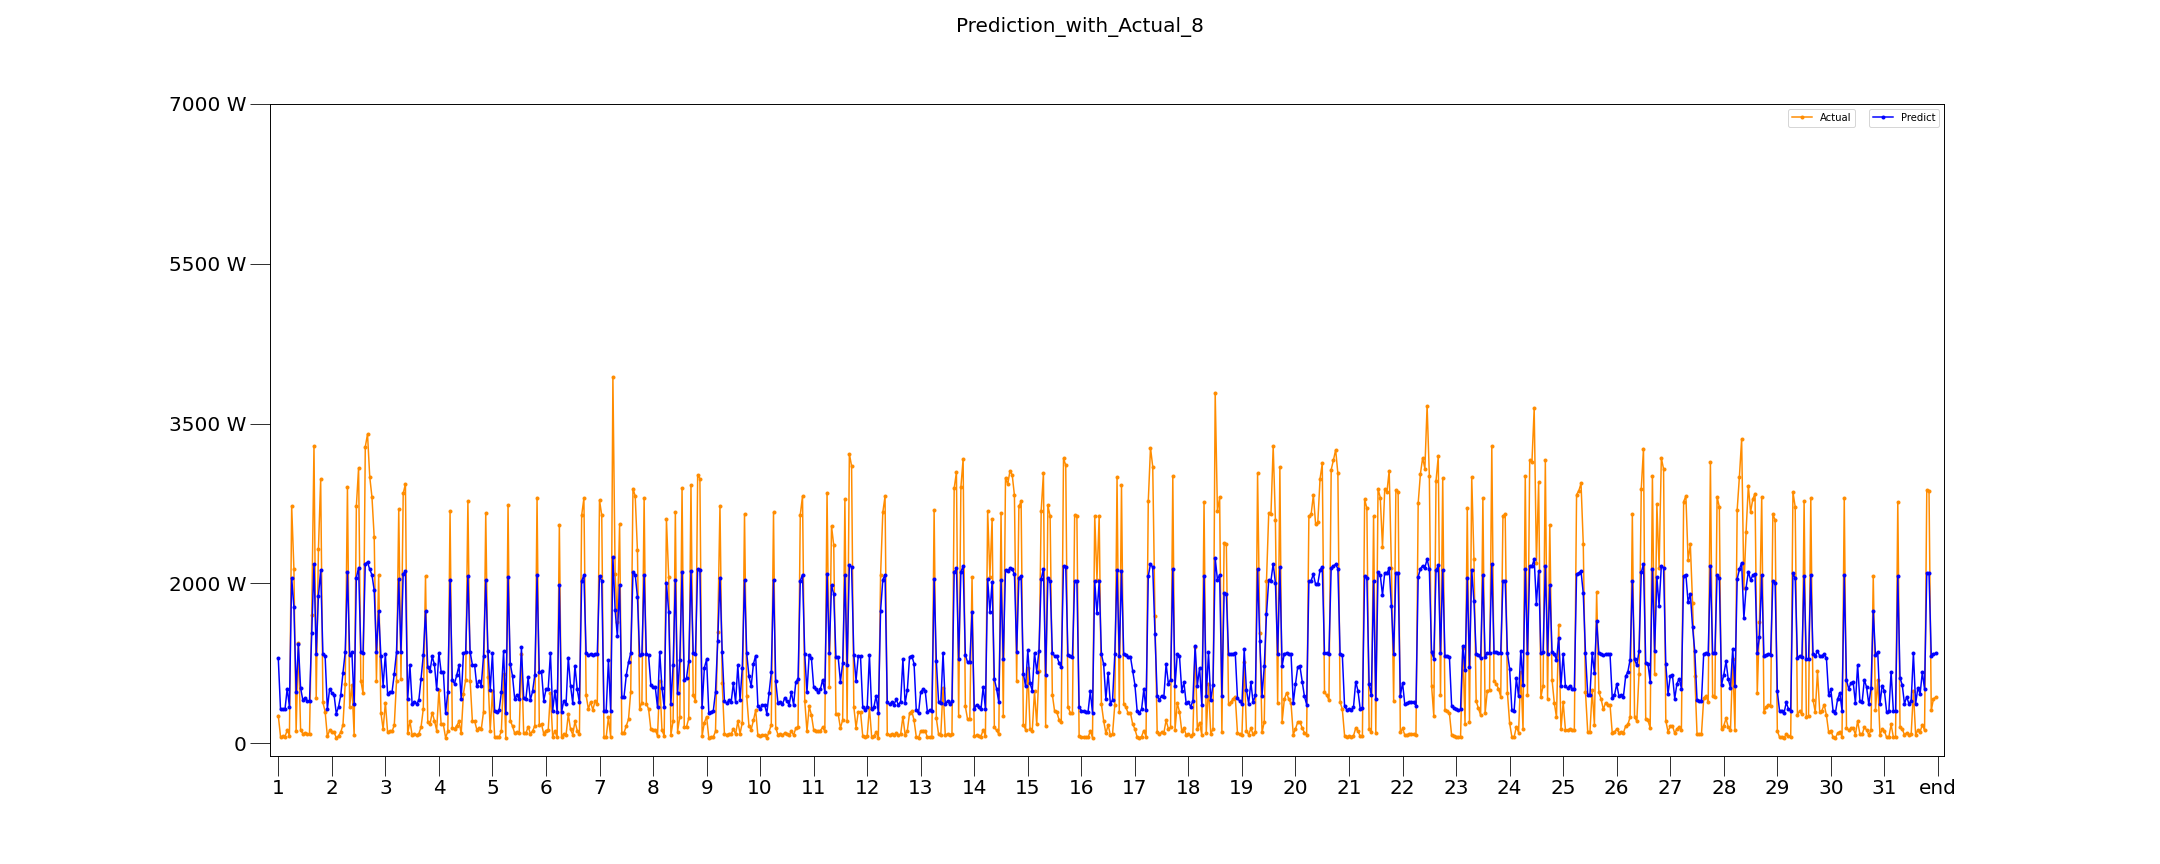 Prediction_with_Actual_8
Actual Predict
7000 W
5500 W
3500 W
2000 W
0
1 2 3 4 5 6 7 8 9 10 11 12 13 14 15 16 17 18 19 20 21 22 23 24 25 26 27 28 29 30 31 end